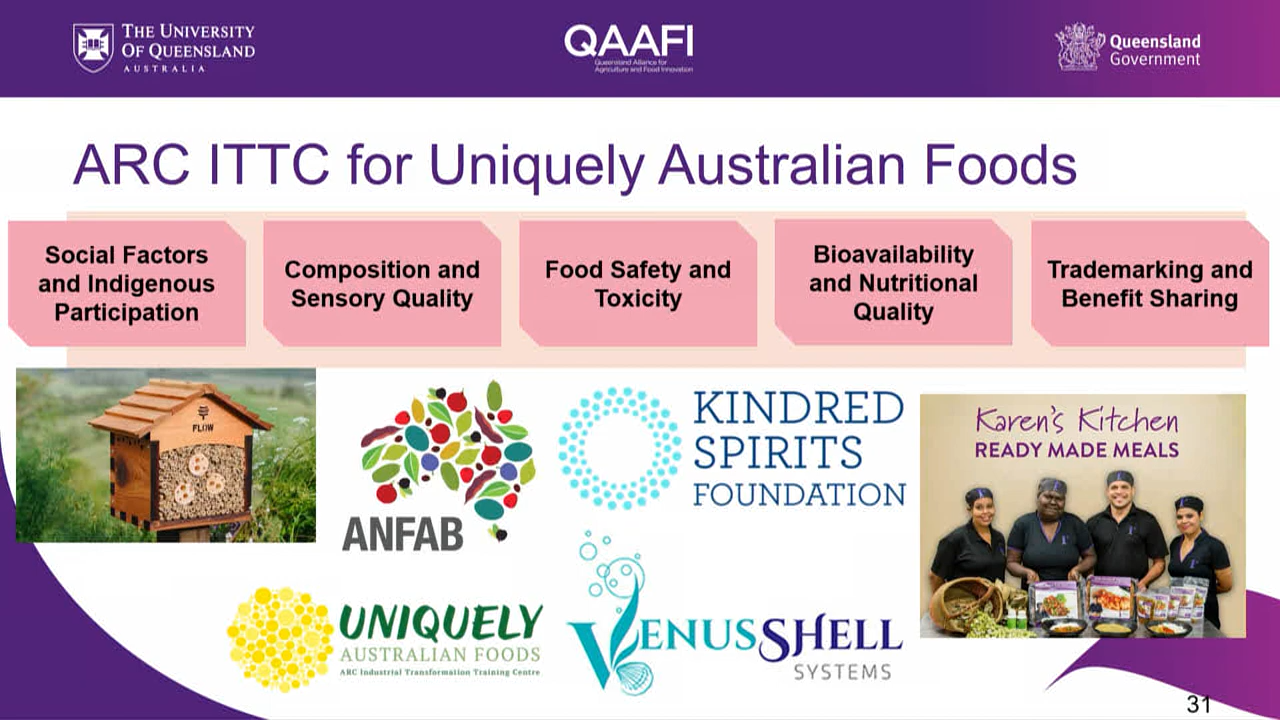 THE UNIVERSITY
OF QUEENSLAND
AUSTRALIA
QAAFI
Queensland Alliance for
Agriculture and Food Innovation
Queensland
Government
ARC ITTC for Uniquely Australian Foods
Social Factors
and Indigenous
Participation
Composition and
Sensory Quality
Food Safety and
Toxicity
Bioavailability
and Nutritional
Quality
Trademarking and
Benefit Sharing
FLOW
ANFAB
KINDRED
SPIRITS
FOUNDATION
Karen's Kitchen
READY MADE MEALS
UNIQUELY
AUSTRALIAN FOODS
ARC Industrial Transformation Training Centre
VENUSSHELL
SYSTEMS
31